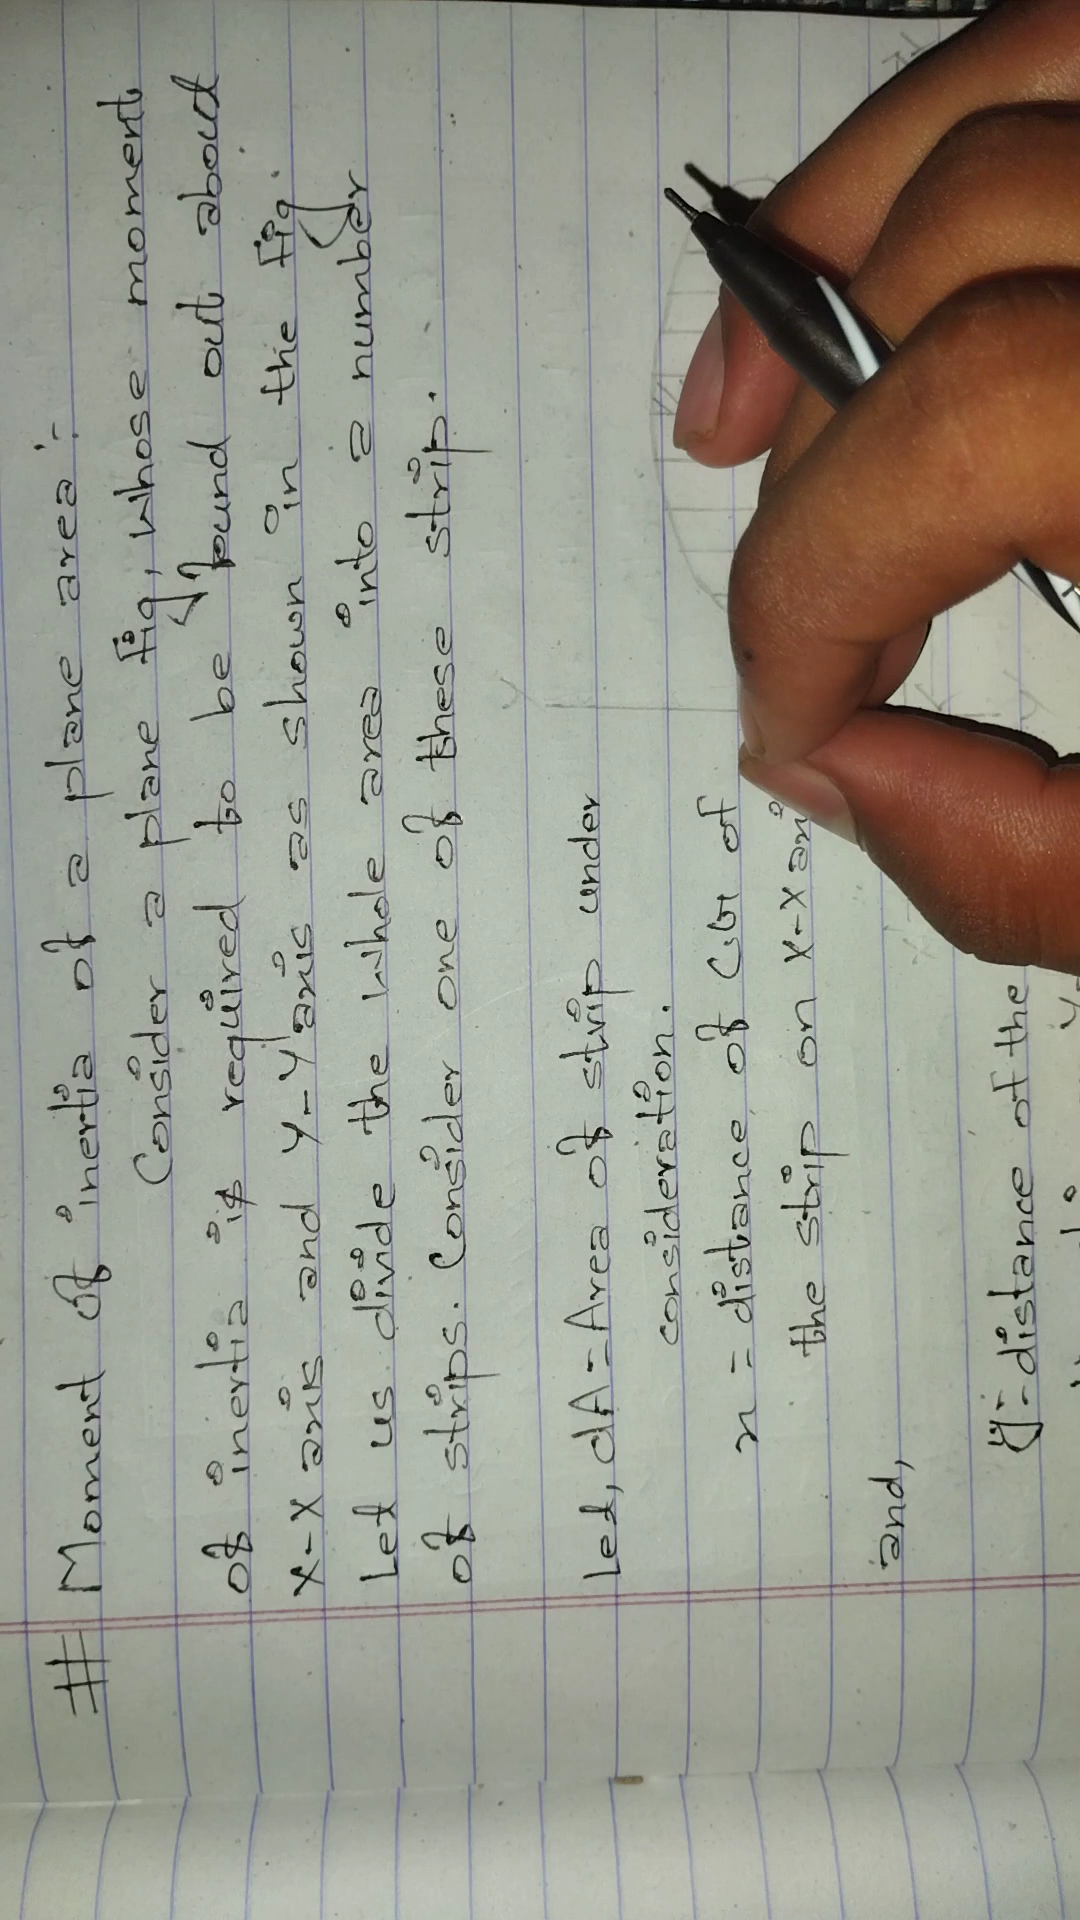 # Moment of inertia of a plane area:-
Consider a plane fig, whose moment
of inertia is required to be found out about
X-X axis and Y-Y axis as shown in the fig.
Let us divide the whole area into a number
of strips. Consider one of these strip.
Let, dA = Area of strip under
consideration.
x = distance of C.G of
the strip on X-X axi
and,
y = distance of the
Y